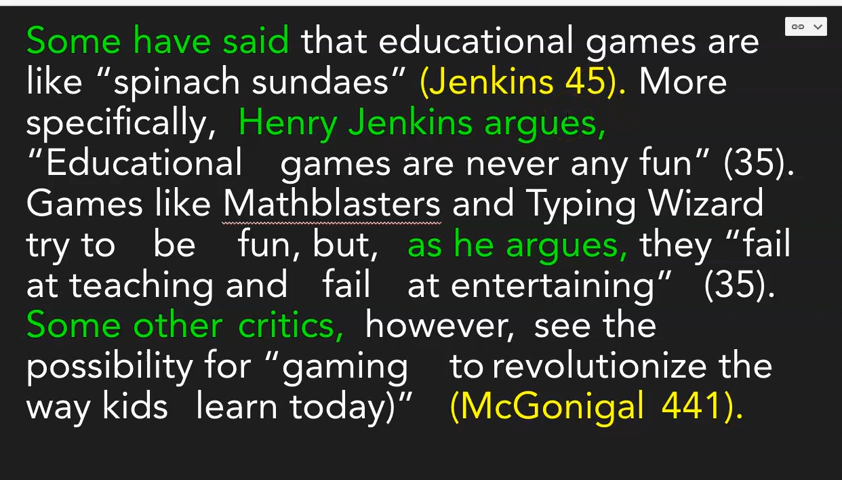 Some have said that educational games are
like “spinach sundaes” (Jenkins 45). More
specifically, Henry Jenkins argues,
“Educational games are never any fun” (35).
Games like Mathblasters and Typing Wizard
try to be fun, but, as he argues, they “fail
at teaching and fail at entertaining” (35).
Some other critics, however, see the
possibility for “gaming to revolutionize the
way kids learn today)” (McGonigal 441).